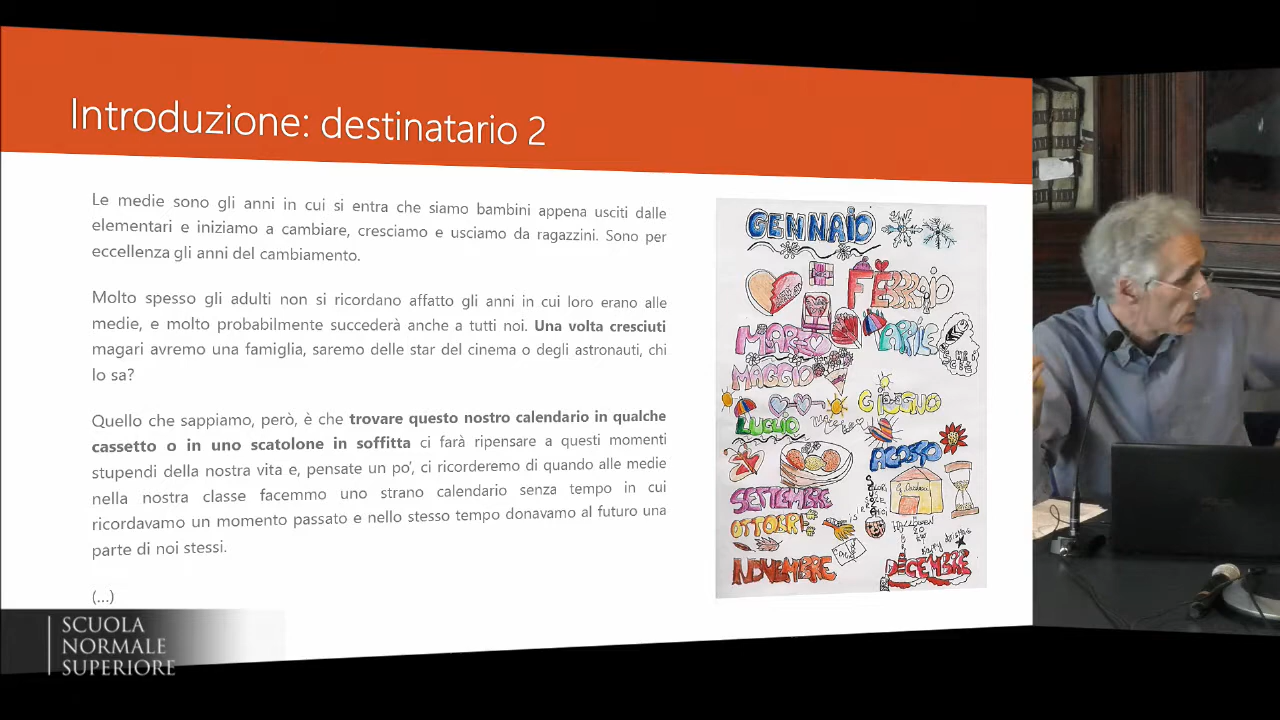 Introduzione: destinatario 2
Le medie sono gli anni in cui si entra che siamo bambini appena usciti dalle
elementari e iniziamo a cambiare, cresciamo e usciamo da ragazzini. Sono per
eccellenza gli anni del cambiamento.
Molto spesso gli adulti non si ricordano affatto gli anni in cui loro erano alle
medie, e molto probabilmente succederà anche a tutti noi. Una volta cresciuti
magari avremo una famiglia, saremo delle star del cinema o degli astronauti, chi
lo sa?
Quello che sappiamo, però, è che trovare questo nostro calendario in qualche
cassetto o in uno scatolone in soffitta ci farà ripensare a questi momenti
stupendi della nostra vita e, pensate un po', ci ricorderemo di quando alle medie
nella nostra classe facemmo uno strano calendario senza tempo in cui
ricordavamo un momento passato e nello stesso tempo donavamo al futuro una
parte di noi stessi.
(...)
GENNAIO
FEBBRAIO
MARZO
APRILE
MAGGIO
GIUGNO
LUGLIO
AGOSTO
SETTEMBRE
OTTOBRE
NOVEMBRE
DICEMBRE
SCUOLA
NORMALE
SUPERIORE